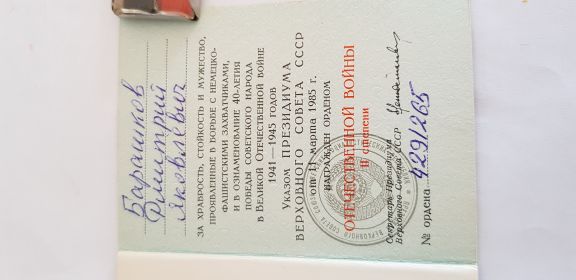 Барашков
Дмитрий
Яковлевич
ЗА ХРАБРОСТЬ, СТОЙКОСТЬ И МУЖЕСТВО,
ПРОЯВЛЕННЫЕ В БОРЬБЕ С НЕМЕЦКО-
ФАШИСТСКИМИ ЗАХВАТЧИКАМИ,
И В ОЗНАМЕНОВАНИЕ 40-ЛЕТИЯ
ПОБЕДЫ СОВЕТСКОГО НАРОДА
В ВЕЛИКОЙ ОТЕЧЕСТВЕННОЙ ВОЙНЕ
1941—1945 ГОДОВ
УКАЗОМ ПРЕЗИДИУМА
ВЕРХОВНОГО СОВЕТА СССР
от 11 марта 1985 г.
НАГРАЖДЕН ОРДЕНОМ
ОТЕЧЕСТВЕННОЙ ВОЙНЫ
II степени
Секретарь Президиума
Верховного Совета СССР
№ ордена 4291265